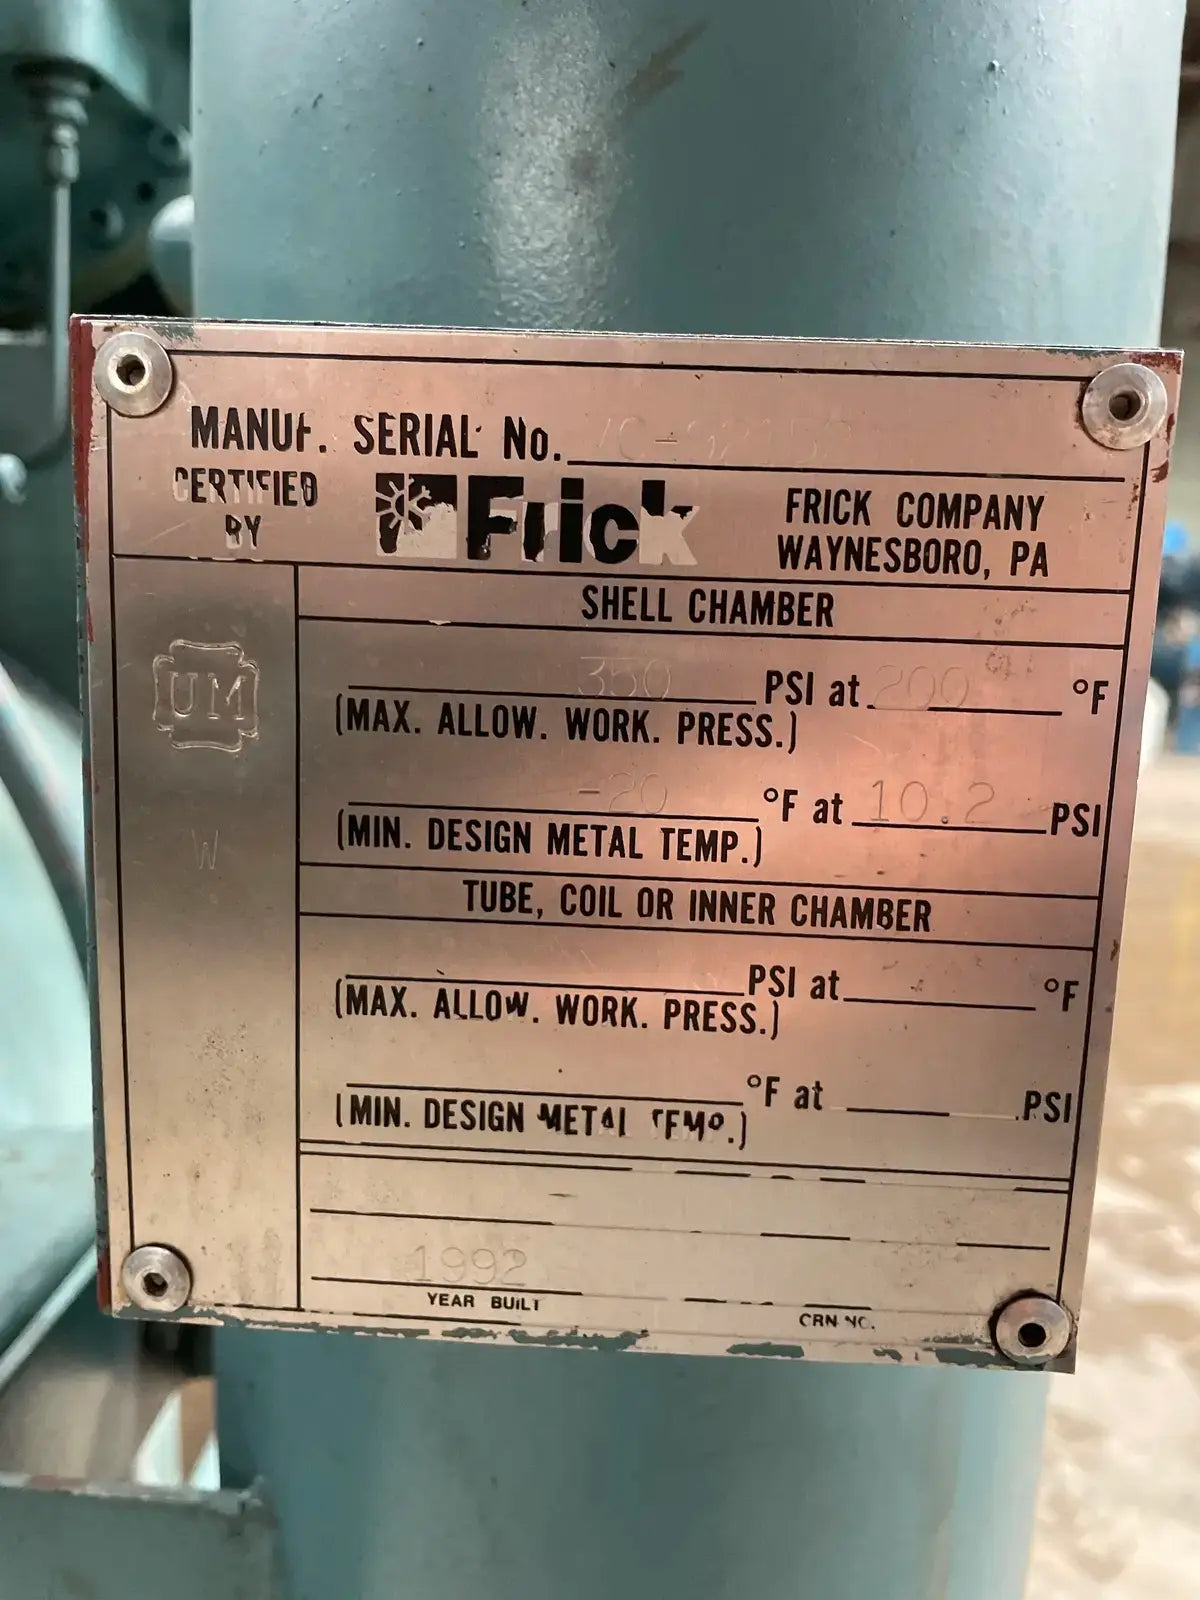 MANUF. SERIAL No.
CERTIFIED BY
Frick
FRICK COMPANY
WAYNESBORO, PA
SHELL CHAMBER
UM
350 PSI at 200 °F
(MAX. ALLOW. WORK. PRESS.)
-20 °F at 10.2 PSI
(MIN. DESIGN METAL TEMP.)
W
TUBE, COIL OR INNER CHAMBER
PSI at °F
(MAX. ALLOW. WORK. PRESS.)
°F at PSI
(MIN. DESIGN METAL TEMP.)
1992
YEAR BUILT
CRN NO.